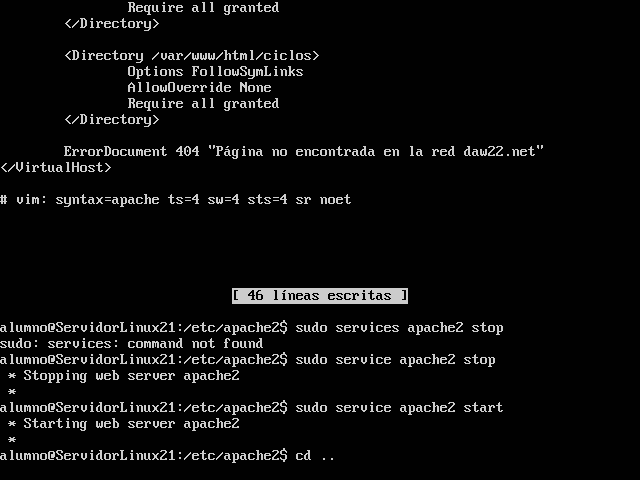 Require all granted
</Directory>
<Directory /var/www/html/ciclos>
Options FollowSymLinks
AllowOverride None
Require all granted
</Directory>
ErrorDocument 404 "Página no encontrada en la red daw22.net"
</VirtualHost>
# vim: syntax=apache ts=4 sw=4 sts=4 sr noet
[ 46 líneas escritas ]
alumno@ServidorLinux21:/etc/apache2$ sudo services apache2 stop
sudo: services: command not found
alumno@ServidorLinux21:/etc/apache2$ sudo service apache2 stop
* Stopping web server apache2
*
alumno@ServidorLinux21:/etc/apache2$ sudo service apache2 start
* Starting web server apache2
*
alumno@ServidorLinux21:/etc/apache2$ cd ..